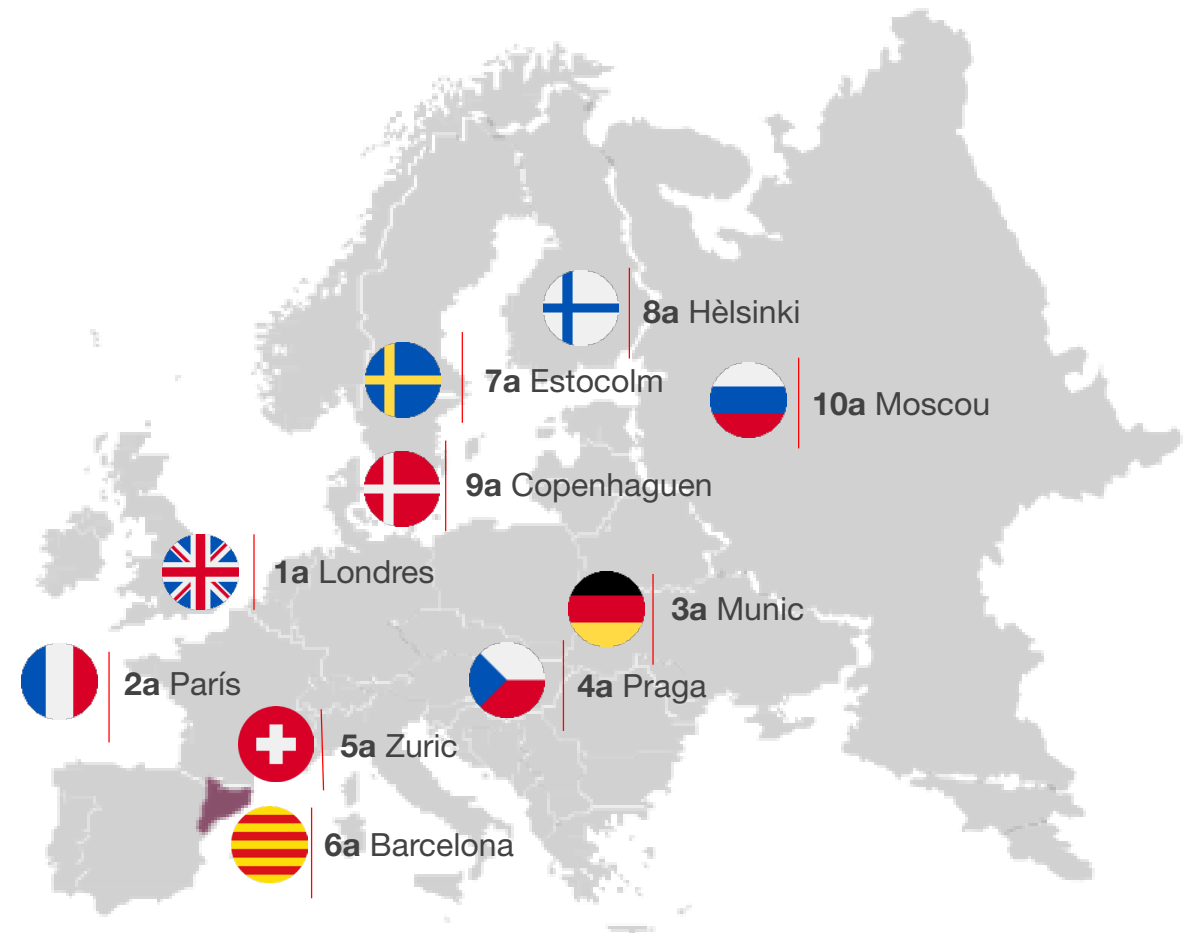 8a Hèlsinki
7a Estocolm
10a Moscou
9a Copenhaguen
1a Londres
3a Munic
2a París
4a Praga
5a Zuric
6a Barcelona